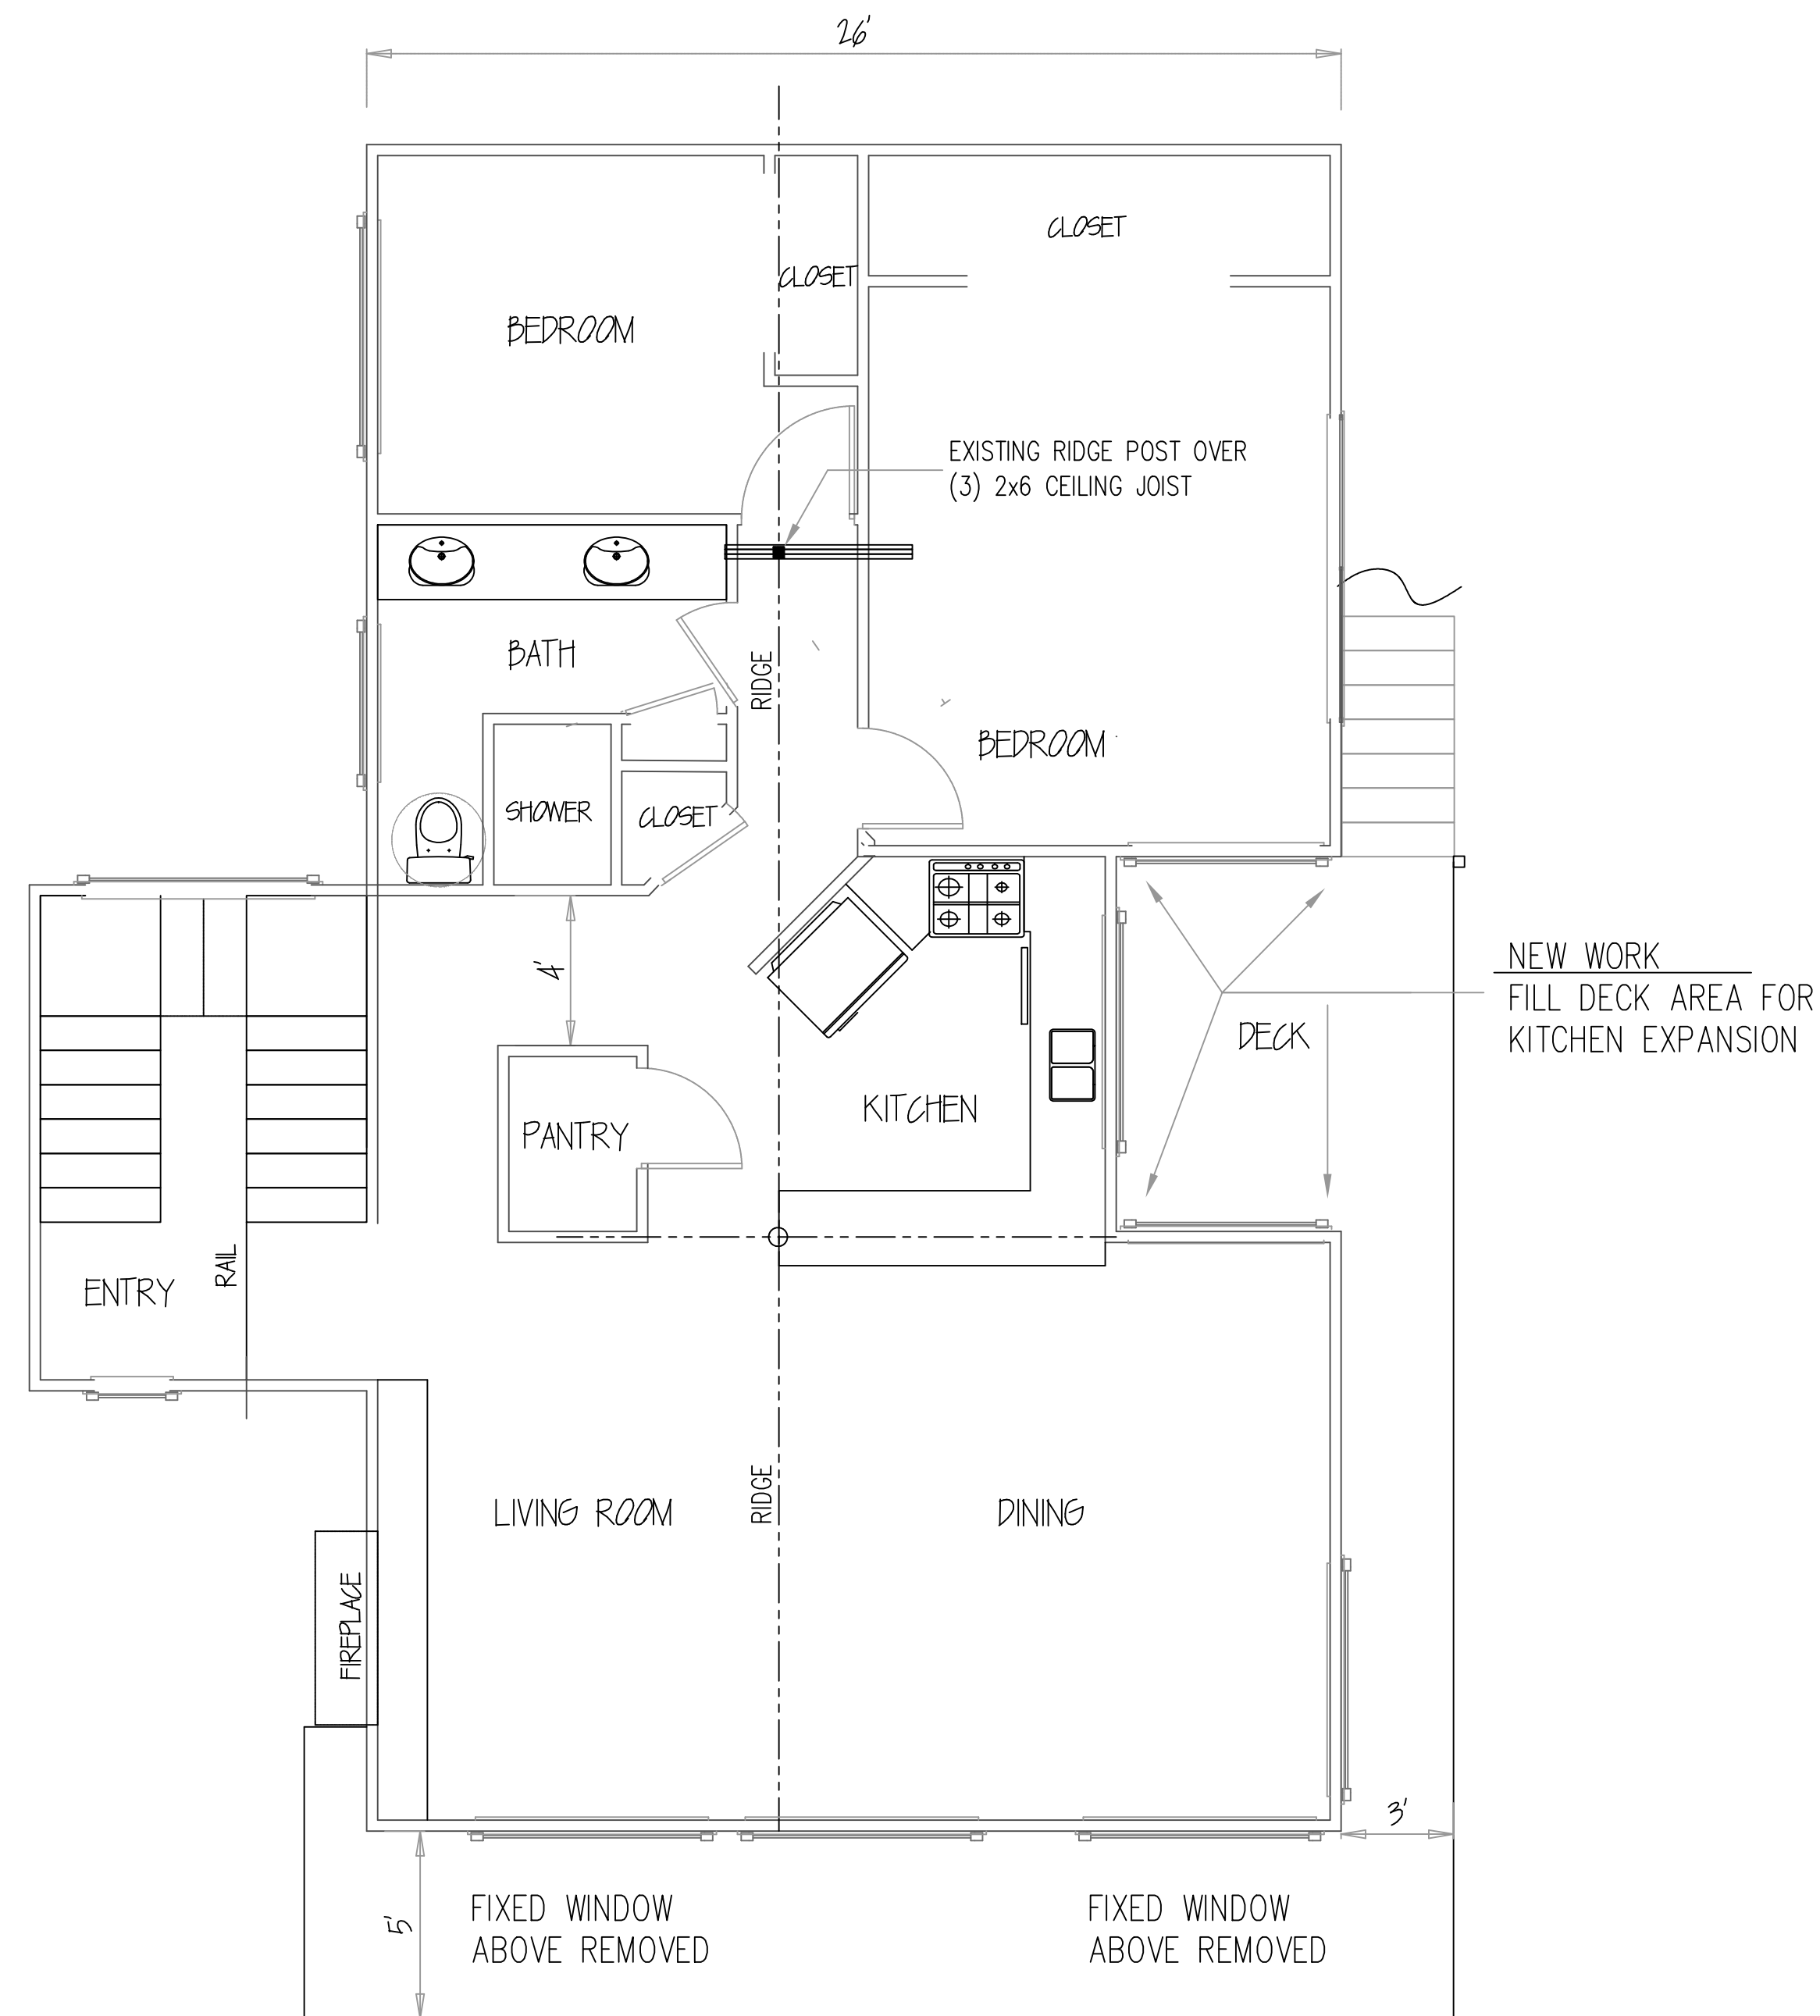 26'
CLOSET
CLOSET
BEDROOM
EXISTING RIDGE POST OVER
(3) 2x6 CEILING JOIST
BATH
RIDGE
BEDROOM
SHOWER
CLOSET
4'
NEW WORK
FILL DECK AREA FOR
KITCHEN EXPANSION
DECK
KITCHEN
PANTRY
RAIL
ENTRY
LIVING ROOM
RIDGE
DINING
FIREPLACE
3'
5'
FIXED WINDOW
ABOVE REMOVED
FIXED WINDOW
ABOVE REMOVED